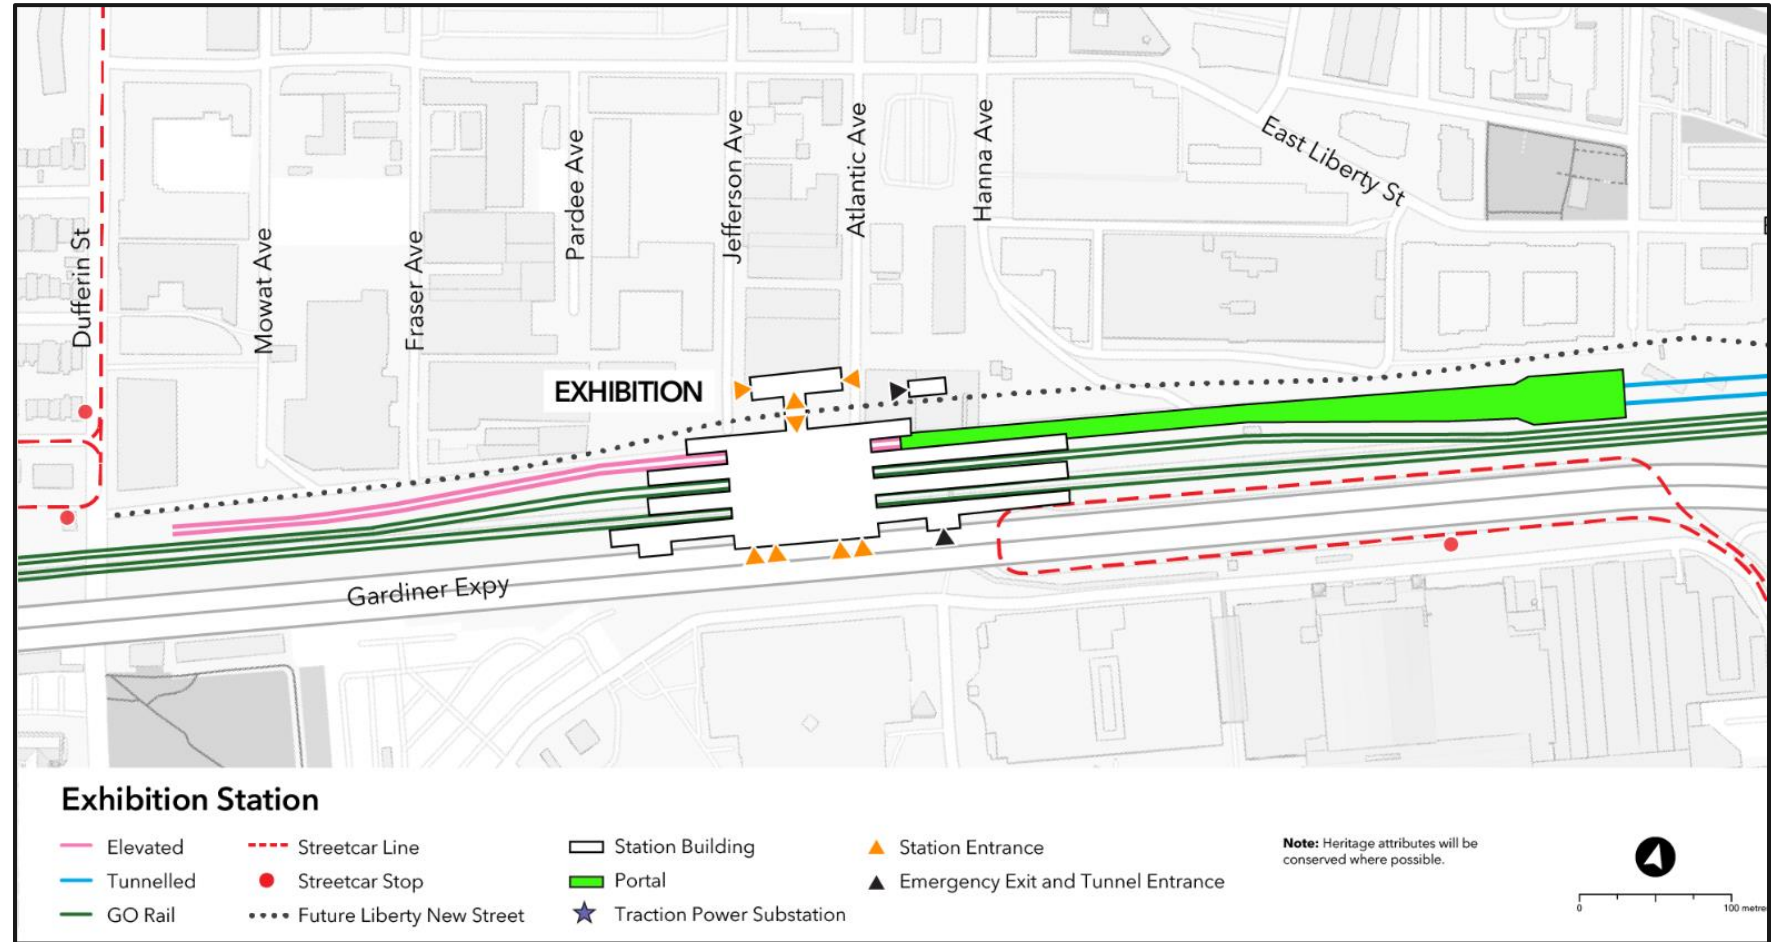 East Liberty St
Hanna Ave
Atlantic Ave
Jefferson Ave
Pardee Ave
Dufferin St
Mowat Ave
Fraser Ave
EXHIBITION
Gardiner Expy
Exhibition Station
Elevated
Tunnelled
GO Rail
Streetcar Line
Streetcar Stop
Future Liberty New Street
Station Building
Portal
Traction Power Substation
Station Entrance
Emergency Exit and Tunnel Entrance
Note: Heritage attributes will be
conserved where possible.
0 100 metre